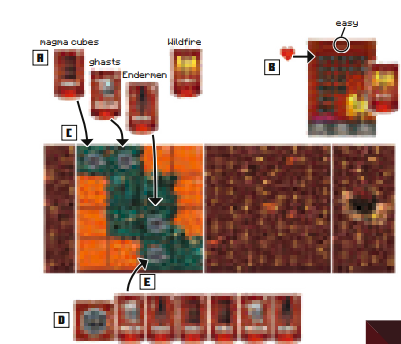 easy
magma cubes
Wildfire
A
ghasts
B
Endermen
C
E
D